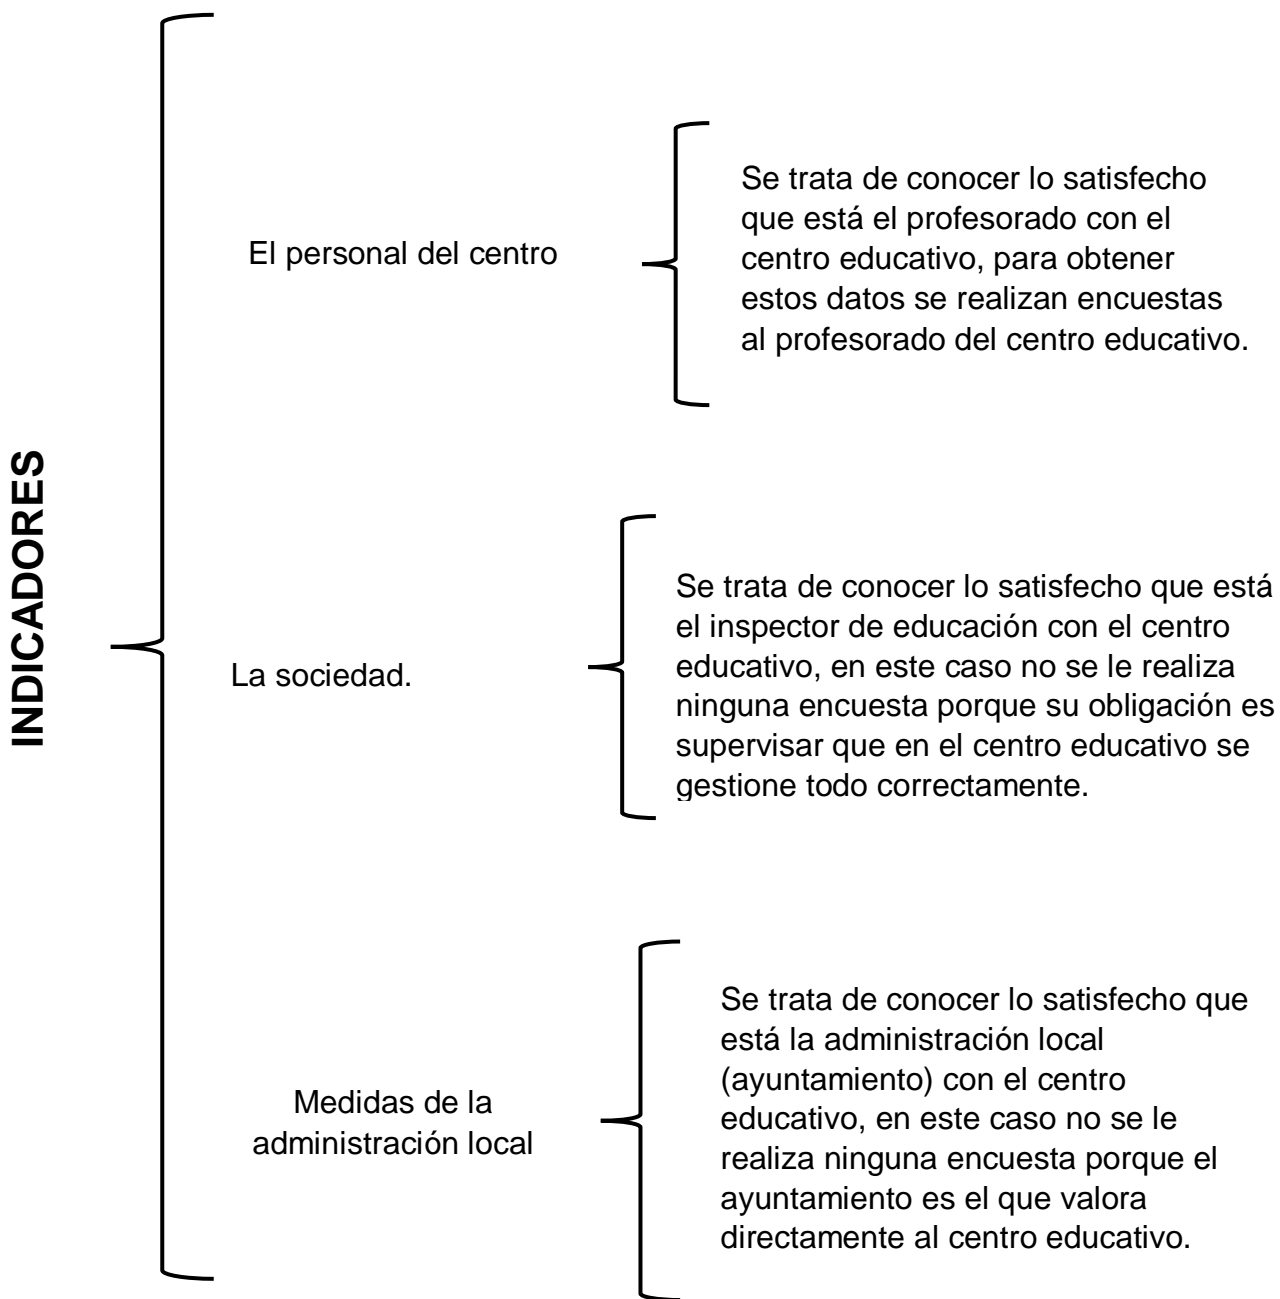 INDICADORES
El personal del centro
Se trata de conocer lo satisfecho
que está el profesorado con el
centro educativo, para obtener
estos datos se realizan encuestas
al profesorado del centro educativo.
La sociedad.
Se trata de conocer lo satisfecho que está
el inspector de educación con el centro
educativo, en este caso no se le realiza
ninguna encuesta porque su obligación es
supervisar que en el centro educativo se
gestione todo correctamente.
Medidas de la
administración local
Se trata de conocer lo satisfecho que
está la administración local
(ayuntamiento) con el centro
educativo, en este caso no se le
realiza ninguna encuesta porque el
ayuntamiento es el que valora
directamente al centro educativo.